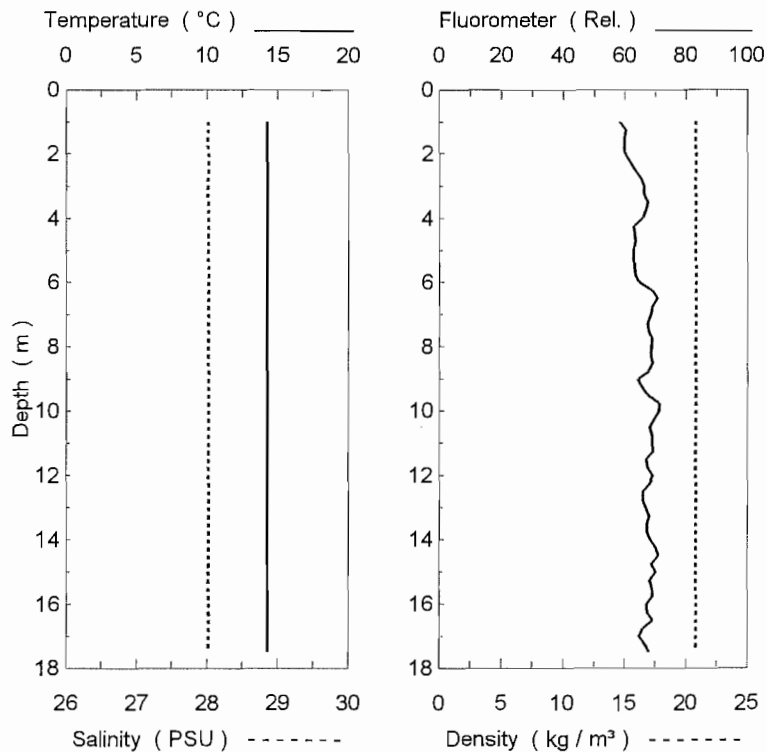 Temperature ( °C )
0 5 10 15 20
Fluorometer ( Rel. )
0 20 40 60 80 100
0
2
4
6
8
10
12
14
16
18
Depth ( m )
26 27 28 29 30
Salinity ( PSU )
0
2
4
6
8
10
12
14
16
18
0 5 10 15 20 25
Density ( kg / m³ )